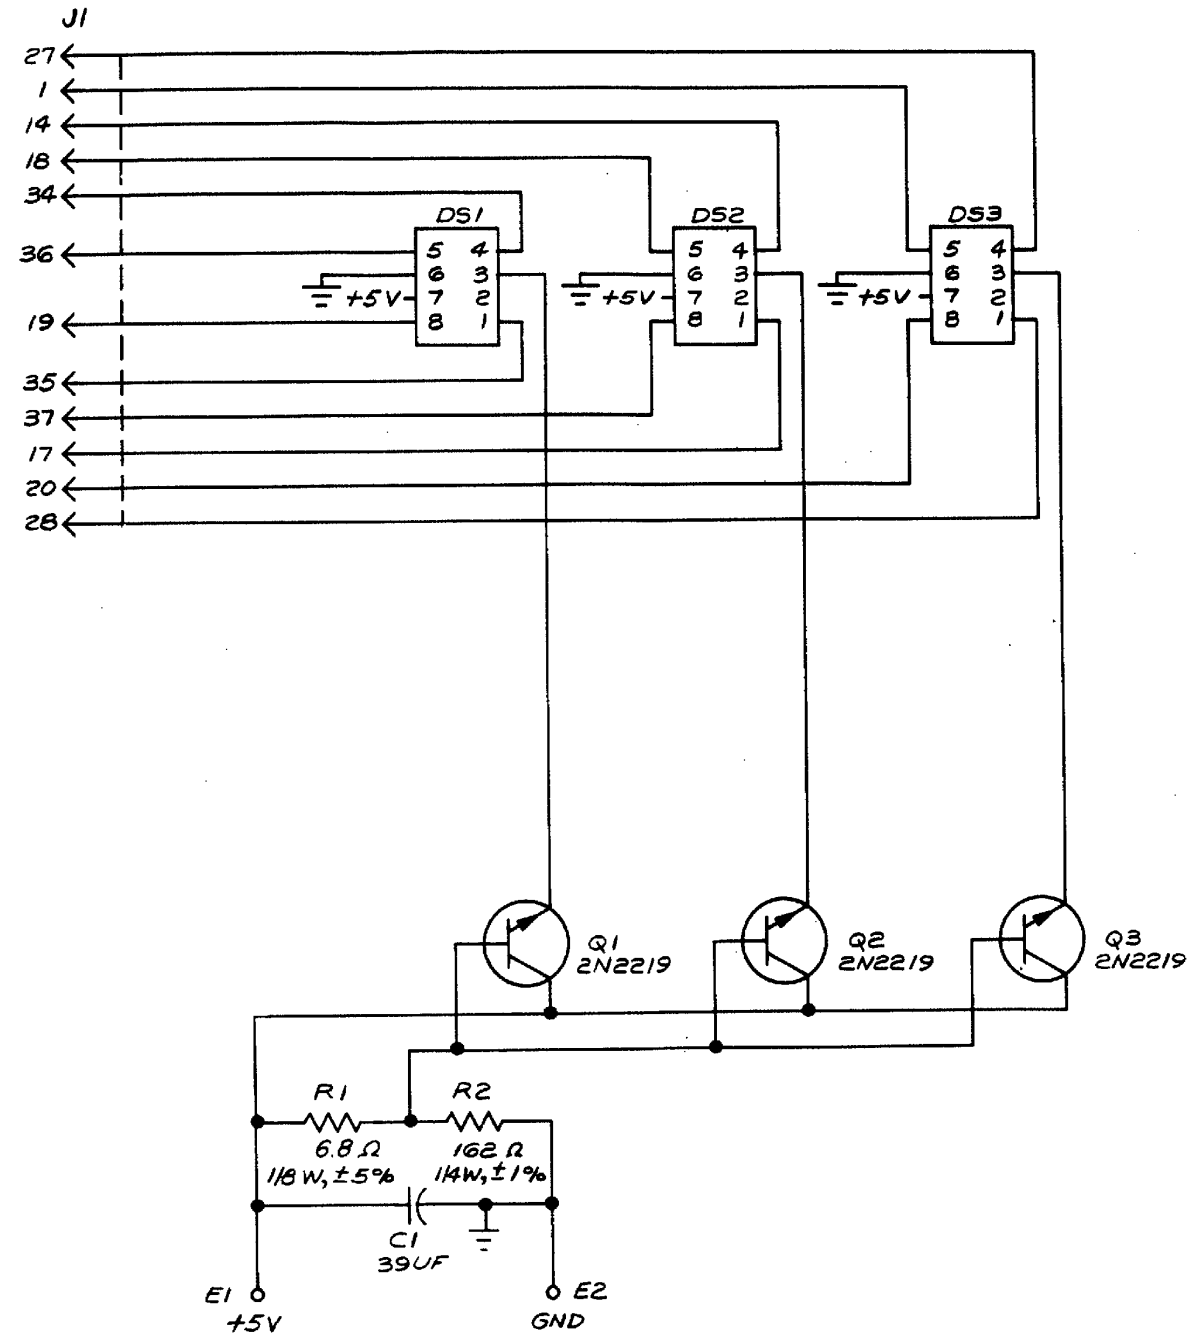 J1
27
1
14
18
34
36
19
35
37
17
20
28
DS1
5 4
6 3
+5V 7 2
8 1
DS2
5 4
6 3
+5V 7 2
8 1
DS3
5 4
6 3
+5V 7 2
8 1
Q1
2N2219
Q2
2N2219
Q3
2N2219
R1
6.8 Ω
1/8 W, ±5%
R2
162 Ω
1/4W, ±1%
C1
39UF
E1
+5V
E2
GND